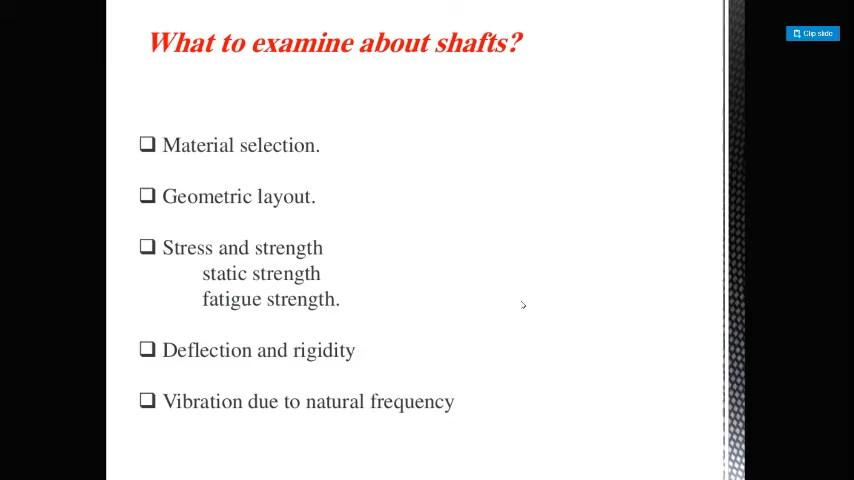 What to examine about shafts?
Clip slide
❑ Material selection.
❑ Geometric layout.
❑ Stress and strength
static strength
fatigue strength.
❑ Deflection and rigidity
❑ Vibration due to natural frequency